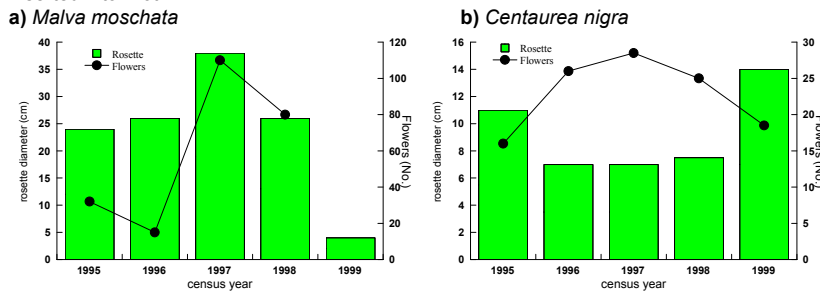 a) Malva moschata
b) Centaurea nigra
40
35
30
25
20
15
10
5
0
rosette diameter (cm)
Rosette
Flowers
120
100
80
60
40
20
0
Flowers (No.)
1995 1996 1997 1998 1999
census year
16
14
12
10
8
6
4
2
0
rosette diameter (cm)
Rosette
Flowers
30
25
20
15
10
5
0
Flowers (No.)
1995 1996 1997 1998 1999
census year